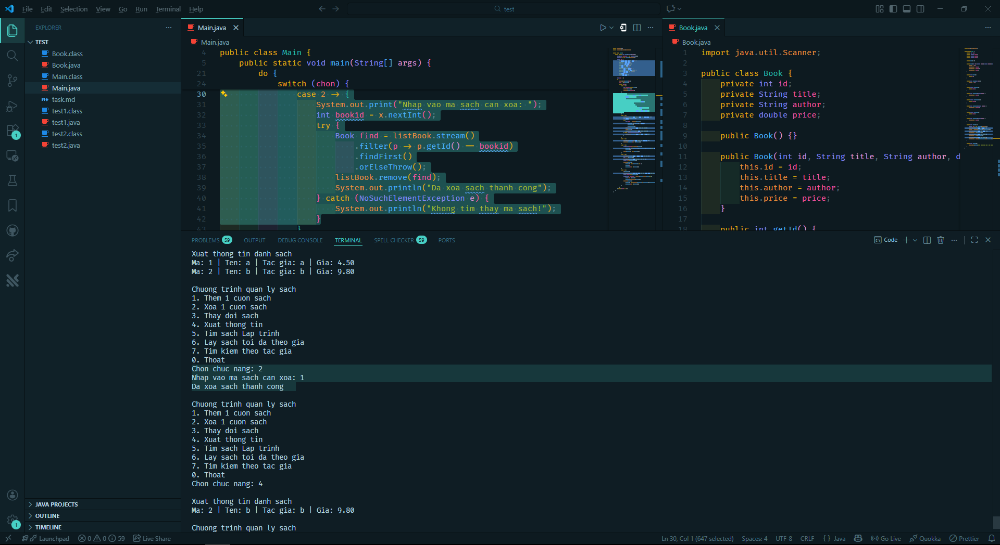 File Edit Selection View Go Run Terminal Help
test
EXPLORER
TEST
Book.class
Book.java
Main.class
Main.java
task.md
test1.class
test1.java
test2.class
test2.java
JAVA PROJECTS
OUTLINE
TIMELINE
1
1
Main.java
Main.java
4 public class Main {
5 public static void main(String[] args) {
21 do {
24 switch (chon) {
30 case 2 -> {
31 System.out.print("Nhap vao ma sach can xoa: ");
32 int bookid = x.nextInt();
33 try {
34 Book find = listBook.stream()
35 .filter(p -> p.getId() == bookid)
36 .findFirst()
37 .orElseThrow();
38 listBook.remove(find);
39 System.out.println("Da xoa sach thanh cong");
40 } catch (NoSuchElementException e) {
41 System.out.println("Khong tim thay ma sach!");
42 }
43 }
Book.java
Book.java
1 import java.util.Scanner;
2
3 public class Book {
4 private int id;
5 private String title;
6 private String author;
7 private double price;
8
9 public Book() {}
10
11 public Book(int id, String title, String author, d
12 this.id = id;
13 this.title = title;
14 this.author = author;
15 this.price = price;
16 }
17
18 public int getId() {
PROBLEMS 59 OUTPUT DEBUG CONSOLE TERMINAL SPELL CHECKER 59 PORTS
Code
Xuat thong tin danh sach
Ma: 1 | Ten: a | Tac gia: a | Gia: 4.50
Ma: 2 | Ten: b | Tac gia: b | Gia: 9.80
Chuong trinh quan ly sach
1. Them 1 cuon sach
2. Xoa 1 cuon sach
3. Thay doi sach
4. Xuat thong tin
5. Tim sach Lap trinh
6. Lay sach toi da theo gia
7. Tim kiem theo tac gia
0. Thoat
Chon chuc nang: 2
Nhap vao ma sach can xoa: 1
Da xoa sach thanh cong
Chuong trinh quan ly sach
1. Them 1 cuon sach
2. Xoa 1 cuon sach
3. Thay doi sach
4. Xuat thong tin
5. Tim sach Lap trinh
6. Lay sach toi da theo gia
7. Tim kiem theo tac gia
0. Thoat
Chon chuc nang: 4
Xuat thong tin danh sach
Ma: 2 | Ten: b | Tac gia: b | Gia: 9.80
Chuong trinh quan ly sach
Launchpad 0 0 59 Live Share
Ln 30, Col 1 (647 selected) Spaces: 4 UTF-8 CRLF { } Java Go Live Quokka Prettier